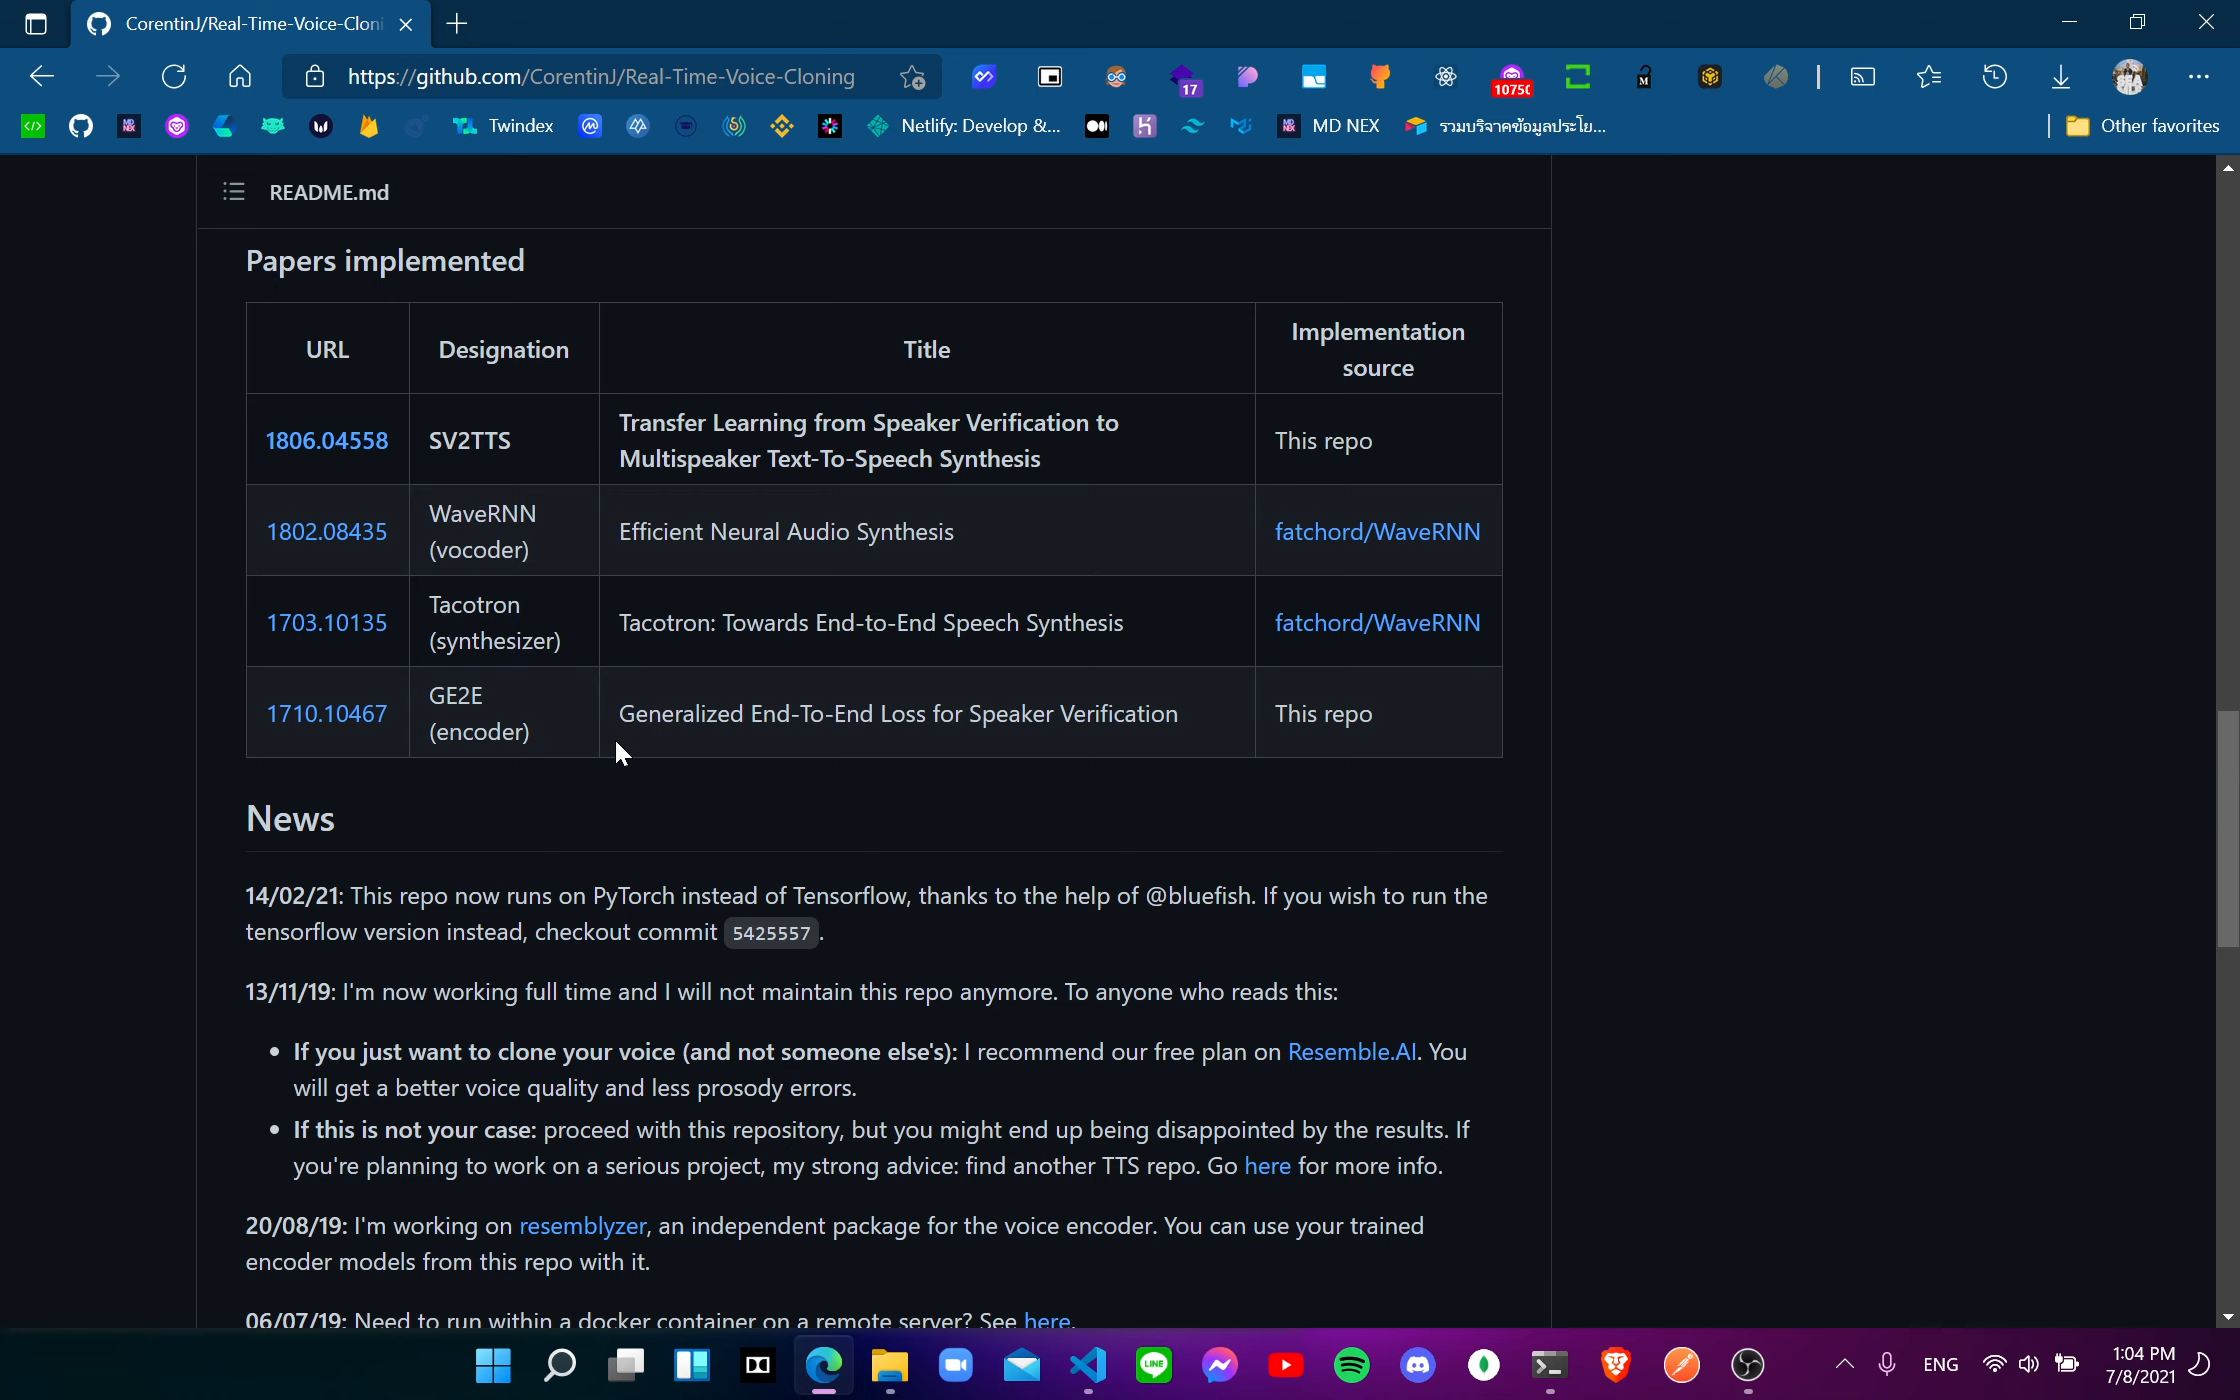 CorentinJ/Real-Time-Voice-Cloni
https://github.com/CorentinJ/Real-Time-Voice-Cloning
17
1075
M
Twindex
Netlify: Develop &...
MD NEX
รวมบริจาคข้อมูลประโย...
Other favorites
README.md
Papers implemented
URL
Designation
Title
Implementation
source
1806.04558
SV2TTS
Transfer Learning from Speaker Verification to
Multispeaker Text-To-Speech Synthesis
This repo
1802.08435
WaveRNN
(vocoder)
Efficient Neural Audio Synthesis
fatchord/WaveRNN
1703.10135
Tacotron
(synthesizer)
Tacotron: Towards End-to-End Speech Synthesis
fatchord/WaveRNN
1710.10467
GE2E
(encoder)
Generalized End-To-End Loss for Speaker Verification
This repo
News
14/02/21: This repo now runs on PyTorch instead of Tensorflow, thanks to the help of @bluefish. If you wish to run the
tensorflow version instead, checkout commit 5425557 .
13/11/19: I'm now working full time and I will not maintain this repo anymore. To anyone who reads this:
• If you just want to clone your voice (and not someone else's): I recommend our free plan on Resemble.AI. You
will get a better voice quality and less prosody errors.
• If this is not your case: proceed with this repository, but you might end up being disappointed by the results. If
you're planning to work on a serious project, my strong advice: find another TTS repo. Go here for more info.
20/08/19: I'm working on resemblyzer, an independent package for the voice encoder. You can use your trained
encoder models from this repo with it.
06/07/19: Need to run within a docker container on a remote server? See here.
LINE
ENG
1:04 PM
7/8/2021